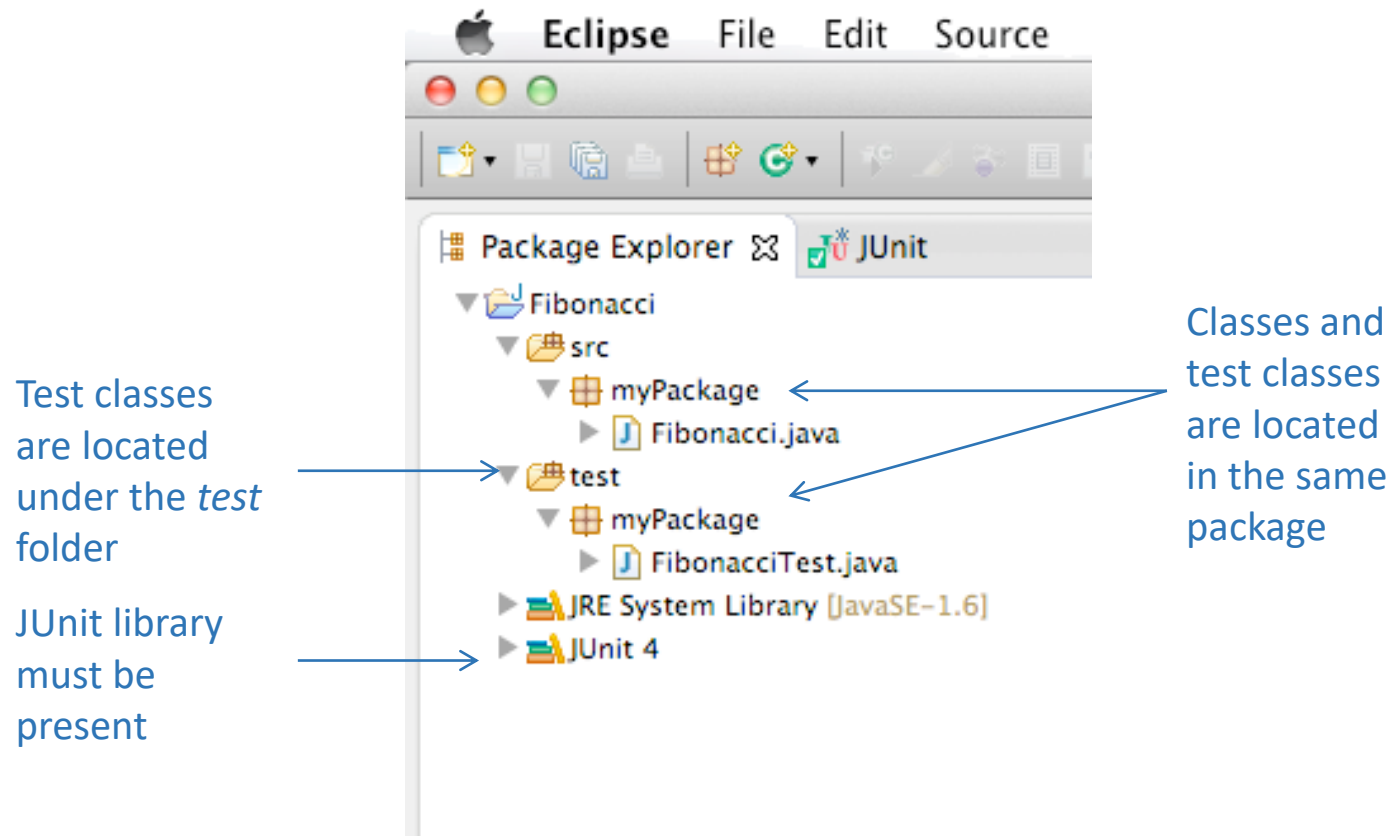 Eclipse File Edit Source
Package Explorer JUnit
Fibonacci
src
myPackage
Fibonacci.java
test
myPackage
FibonacciTest.java
JRE System Library [JavaSE-1.6]
JUnit 4
Test classes
are located
under the test
folder
JUnit library
must be
present
Classes and
test classes
are located
in the same
package